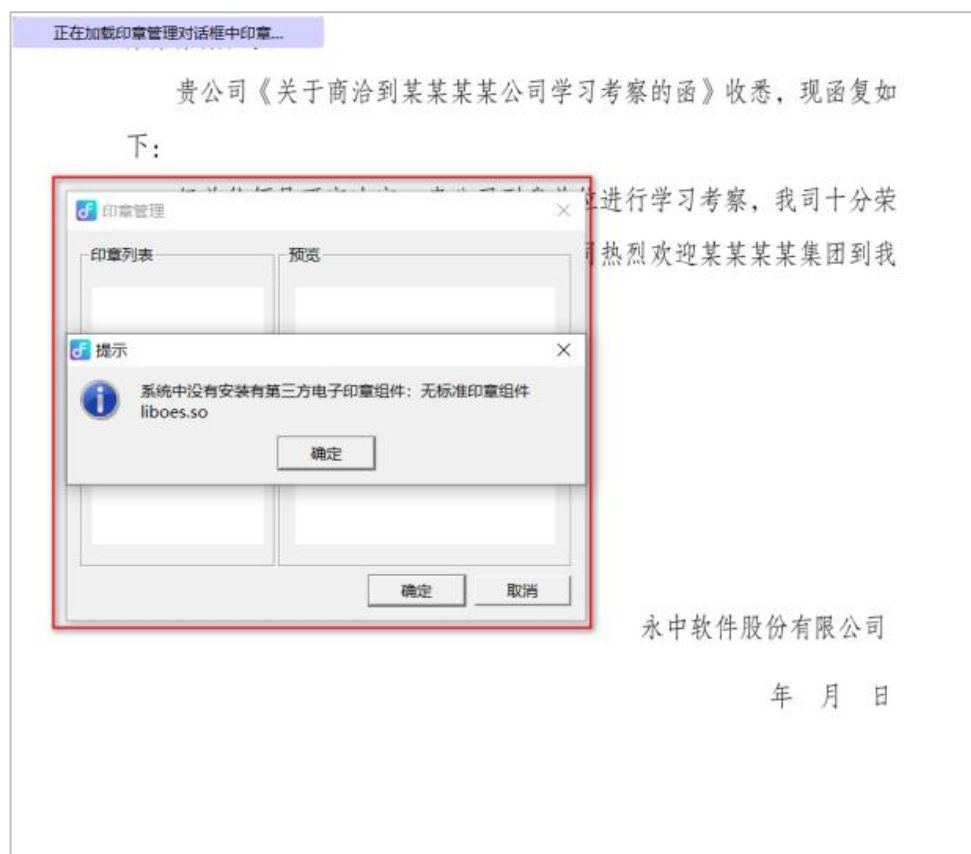 正在加载印章管理对话框中印章...
贵公司《关于商洽到某某某某公司学习考察的函》收悉，现函复如
下：
进行学习考察，我司十分荣
印章管理
印章列表
预览
热烈欢迎某某某某集团到我
提示
系统中没有安装有第三方电子印章组件：无标准印章组件
liboes.so
确定
确定
取消
永中软件股份有限公司
年 月 日